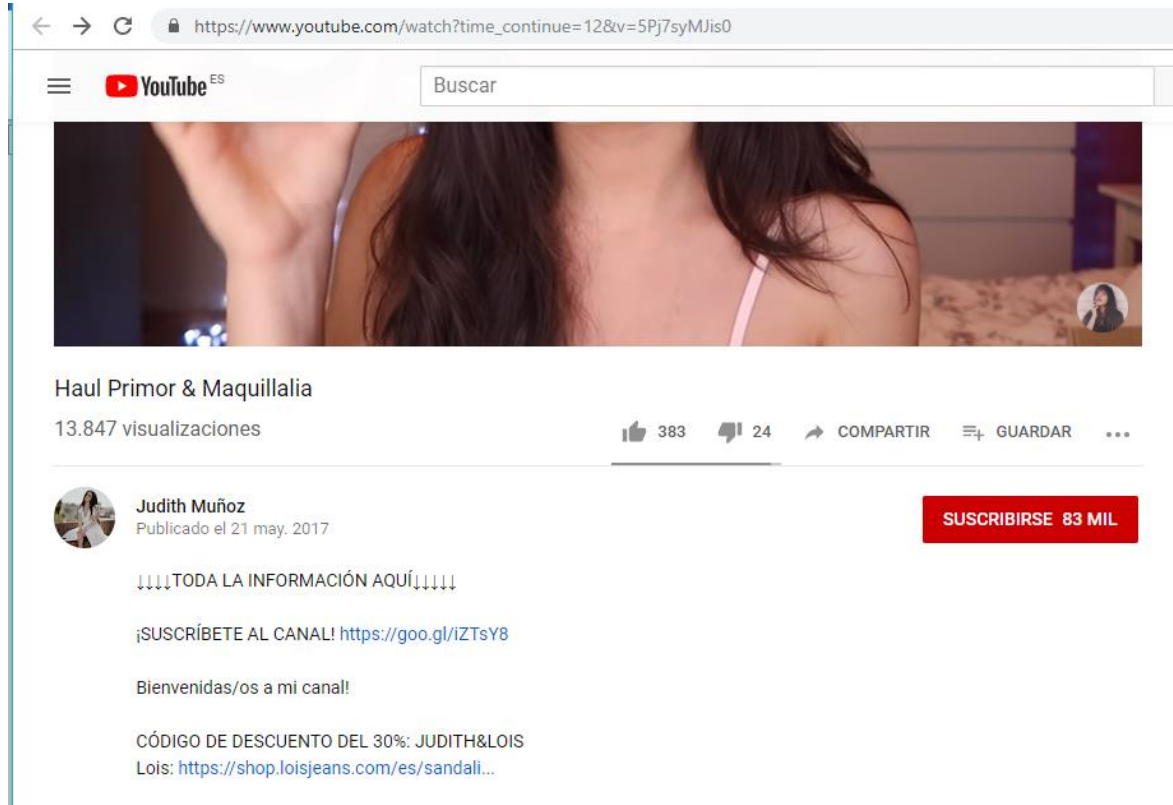 https://www.youtube.com/watch?time_continue=12&v=5Pj7syMJis0
YouTube ES
Buscar
Haul Primor & Maquillalia
13.847 visualizaciones
383 24 COMPARTIR GUARDAR
Judith Muñoz
Publicado el 21 may. 2017
SUSCRIBIRSE 83 MIL
↓↓↓↓TODA LA INFORMACIÓN AQUÍ↓↓↓↓↓
¡SUSCRÍBETE AL CANAL! https://goo.gl/iZTsY8
Bienvenidas/os a mi canal!
CÓDIGO DE DESCUENTO DEL 30%: JUDITH&LOIS
Lois: https://shop.loisjeans.com/es/sandali...